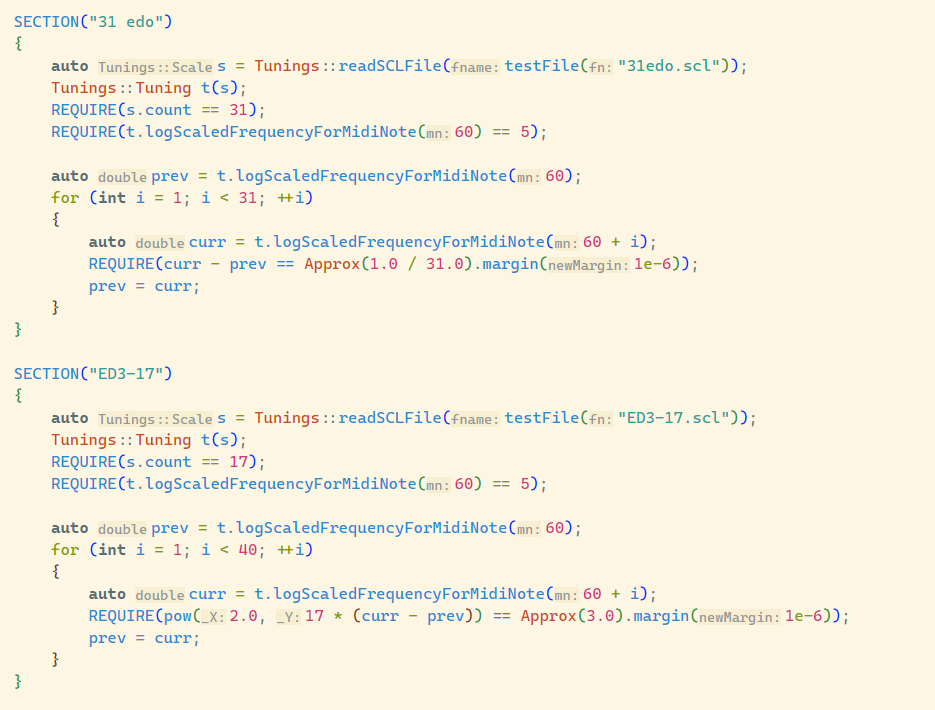 SECTION("31 edo")
{
    auto Tunings::Scale s = Tunings::readSCLFile(fname: testFile(fn: "31edo.scl"));
    Tunings::Tuning t(s);
    REQUIRE(s.count == 31);
    REQUIRE(t.logScaledFrequencyForMidiNote(mn: 60) == 5);

    auto double prev = t.logScaledFrequencyForMidiNote(mn: 60);
    for (int i = 1; i < 31; ++i)
    {
        auto double curr = t.logScaledFrequencyForMidiNote(mn: 60 + i);
        REQUIRE(curr - prev == Approx(1.0 / 31.0).margin(newMargin: 1e-6));
        prev = curr;
    }
}

SECTION("ED3-17")
{
    auto Tunings::Scale s = Tunings::readSCLFile(fname: testFile(fn: "ED3-17.scl"));
    Tunings::Tuning t(s);
    REQUIRE(s.count == 17);
    REQUIRE(t.logScaledFrequencyForMidiNote(mn: 60) == 5);

    auto double prev = t.logScaledFrequencyForMidiNote(mn: 60);
    for (int i = 1; i < 40; ++i)
    {
        auto double curr = t.logScaledFrequencyForMidiNote(mn: 60 + i);
        REQUIRE(pow(_X: 2.0, _Y: 17 * (curr - prev)) == Approx(3.0).margin(newMargin: 1e-6));
        prev = curr;
    }
}